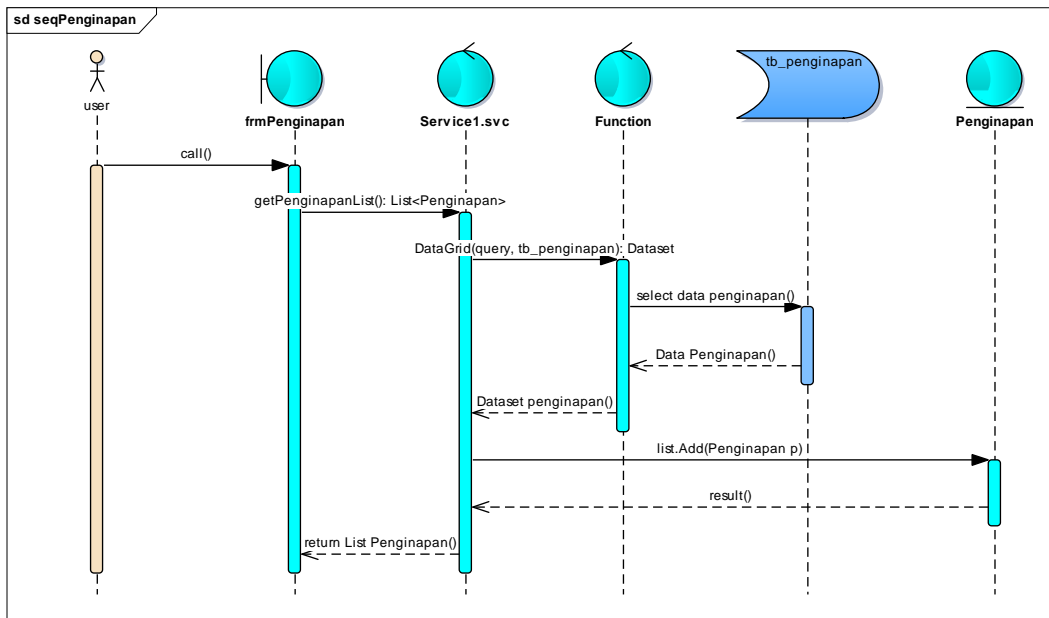 sd seqPenginapan
tb_penginapan
user
frmPenginapan
Service1.svc
Function
Penginapan
call()
getPenginapanList(): List<Penginapan>
DataGrid(query, tb_penginapan): Dataset
select data penginapan()
Data Penginapan()
Dataset penginapan()
list.Add(Penginapan p)
result()
return List Penginapan()